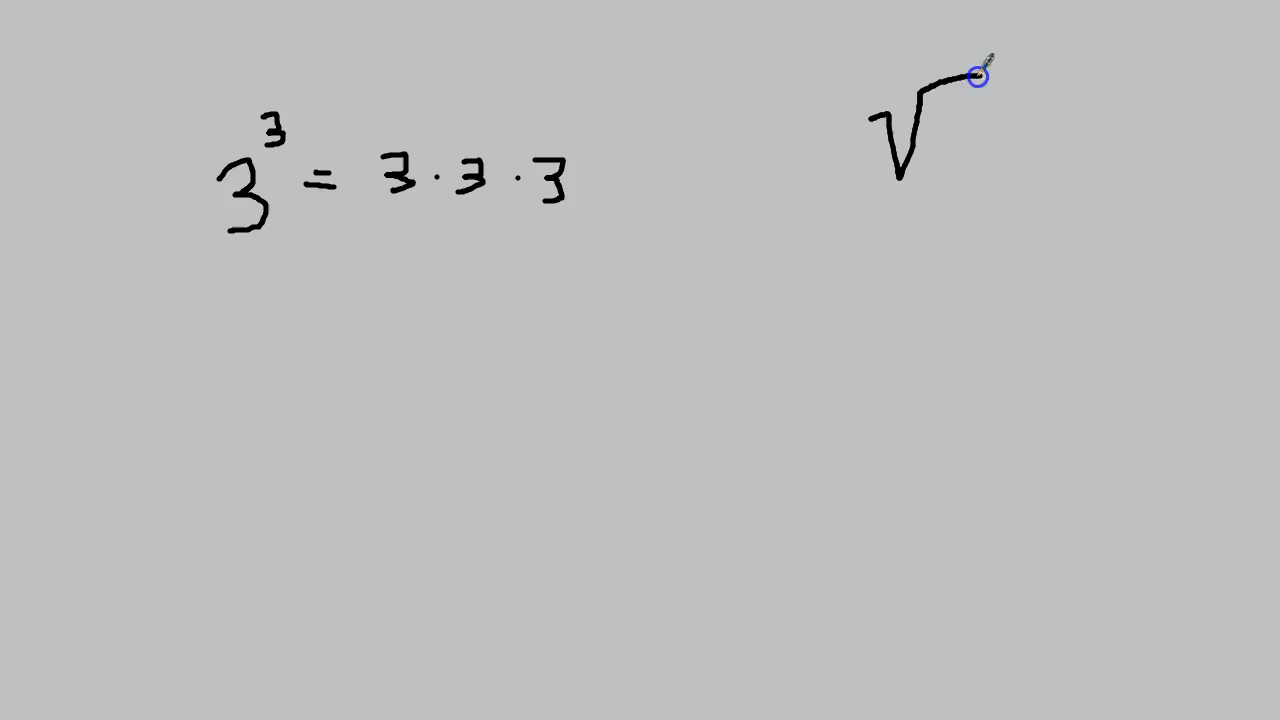 3³ = 3 · 3 · 3 √